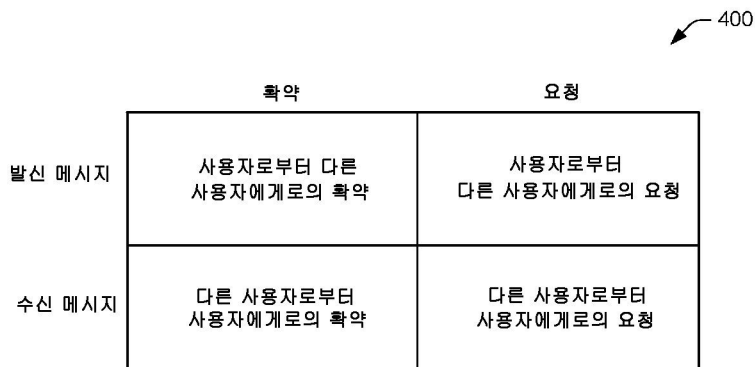 400
확약 요청
발신 메시지
사용자로부터 다른
사용자에게로의 확약
사용자로부터
다른 사용자에게로의 요청
수신 메시지
다른 사용자로부터
사용자에게로의 확약
다른 사용자로부터
사용자에게로의 요청